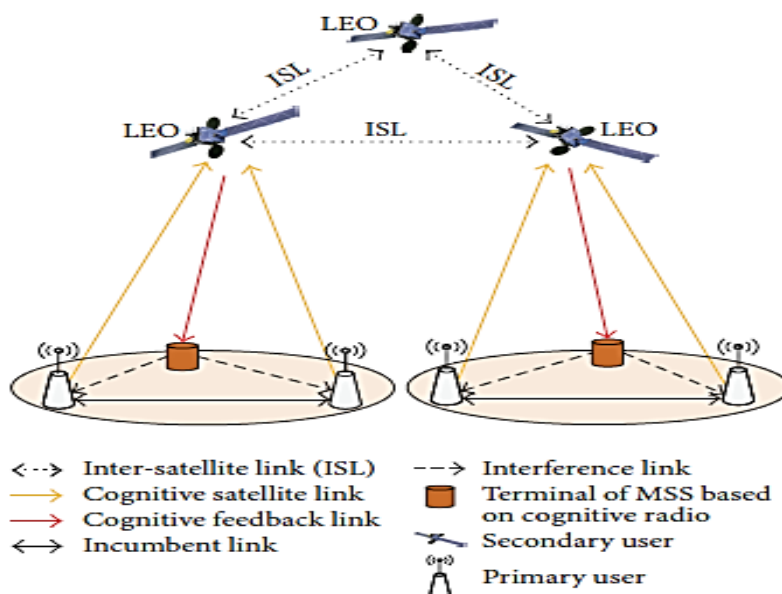 LEO
ISL
ISL
LEO
ISL
LEO
Inter-satellite link (ISL)
Cognitive satellite link
Cognitive feedback link
Incumbent link
Interference link
Terminal of MSS based
on cognitive radio
Secondary user
Primary user